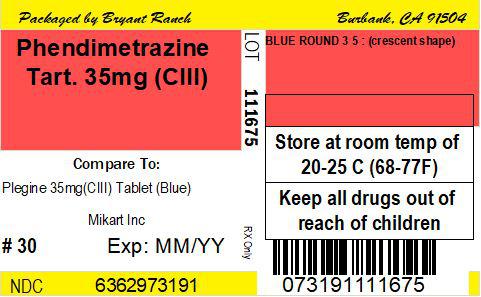 Packaged by Bryant Ranch
Burbank, CA 91504
Phendimetrazine
Tart. 35mg (CIII)
Compare To:
Plegine 35mg(CIII) Tablet (Blue)
Mikart Inc
# 30
Exp: MM/YY
NDC
6362973191
LOT
111675
RX Only
BLUE ROUND 3 5 : (crescent shape)
Store at room temp of
20-25 C (68-77F)
Keep all drugs out of
reach of children
073191111675